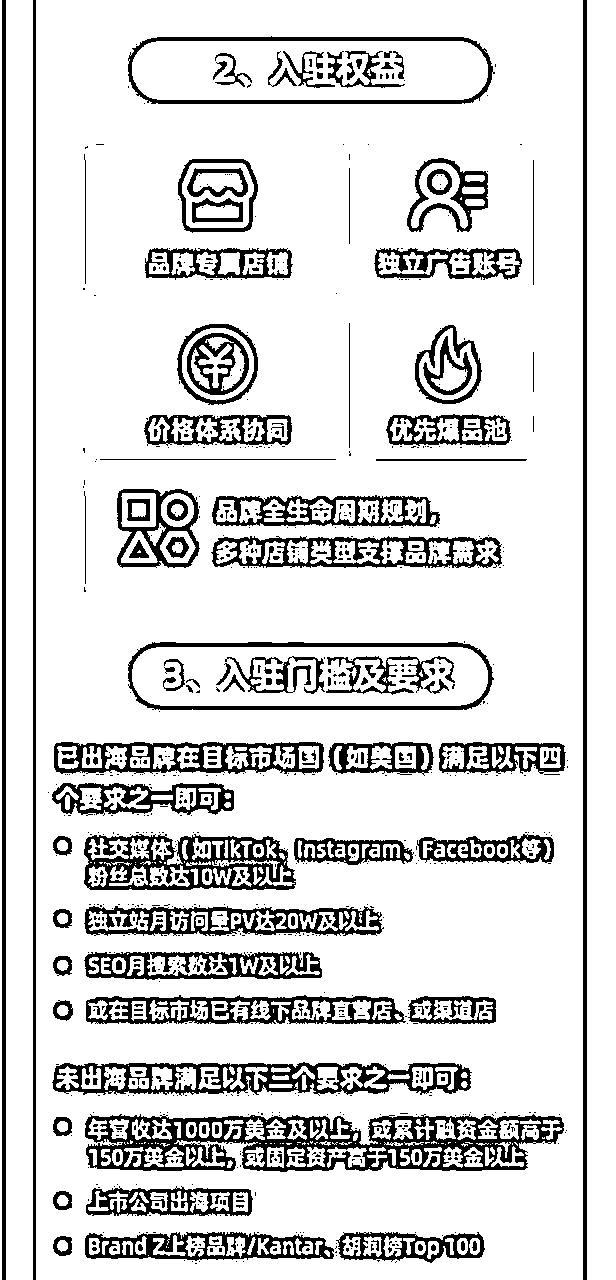 2、入驻权益
品牌专属店铺
独立广告账号
价格体系协同
优先爆品池
品牌全生命周期规划，
多种店铺类型支撑品牌需求
3、入驻门槛及要求
已出海品牌在目标市场国（如美国）满足以下四
个要求之一即可：
社交媒体（如TikTok、Instagram、Facebook等）
粉丝总数达10W及以上
独立站月访问量PV达20W及以上
SEO月搜索数达1W及以上
或在目标市场已有线下品牌直营店、或渠道店
未出海品牌满足以下三个要求之一即可：
年营收达1000万美金及以上，或累计融资金额高于
150万美金以上，或固定资产高于150万美金以上
上市公司出海项目
Brand Z上榜品牌/Kantar、胡润榜Top 100